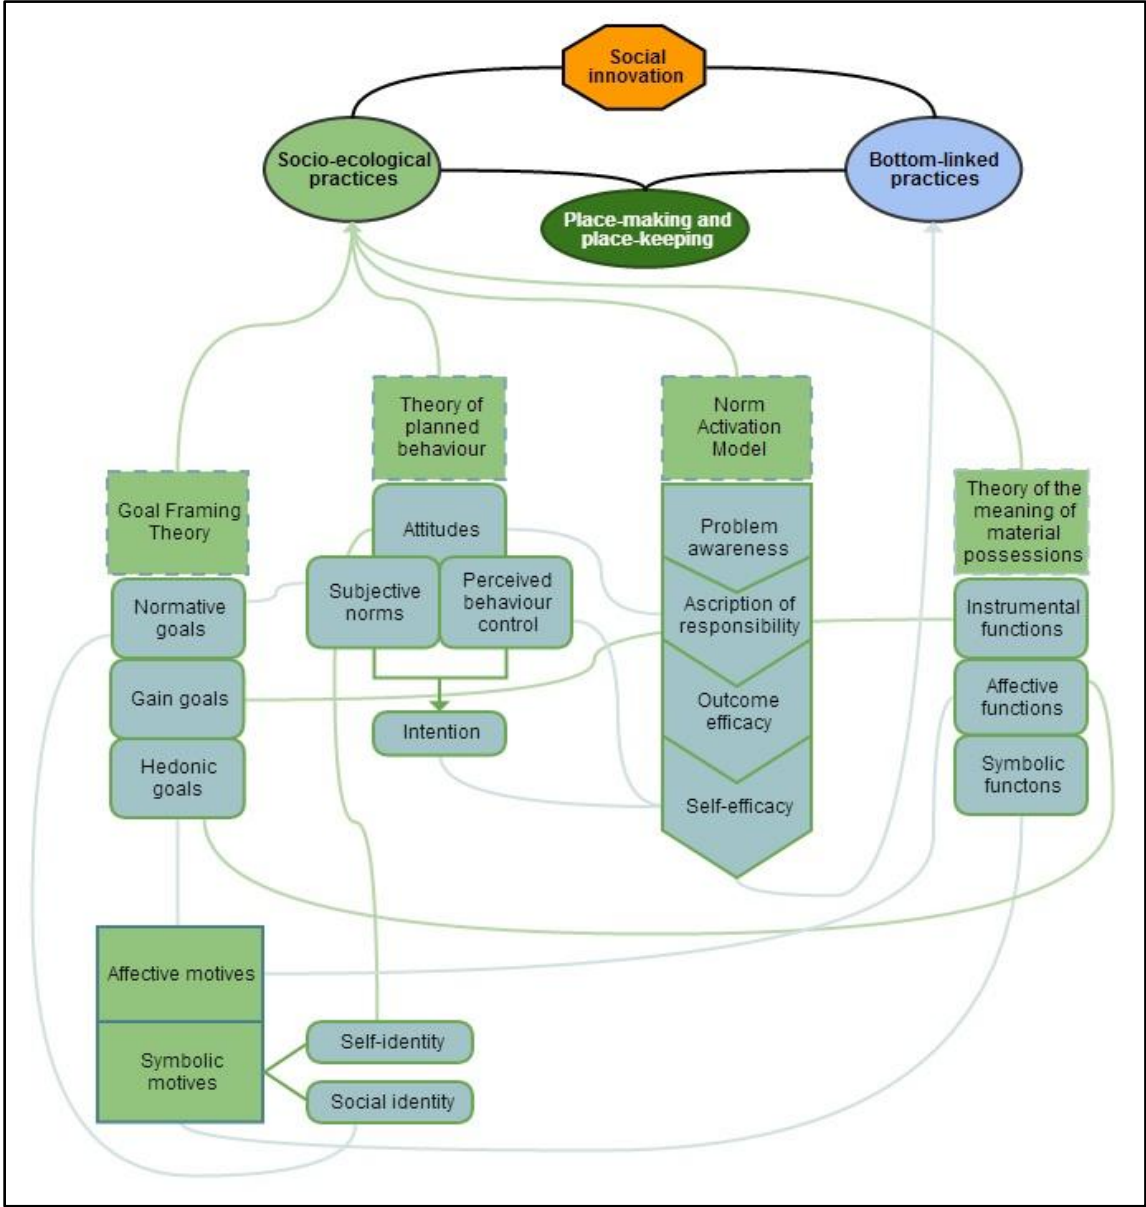 Social
innovation
Socio-ecological
practices
Bottom-linked
practices
Place-making and
place-keeping
Theory of
planned
behaviour
Norm
Activation
Model
Goal Framing
Theory
Theory of the
meaning of
material
possessions
Attitudes
Subjective
norms
Perceived
behaviour
control
Intention
Problem
awareness
Ascription of
responsibility
Outcome
efficacy
Self-efficacy
Normative
goals
Gain goals
Hedonic
goals
Instrumental
functions
Affective
functions
Symbolic
functons
Affective motives
Symbolic
motives
Self-identity
Social identity